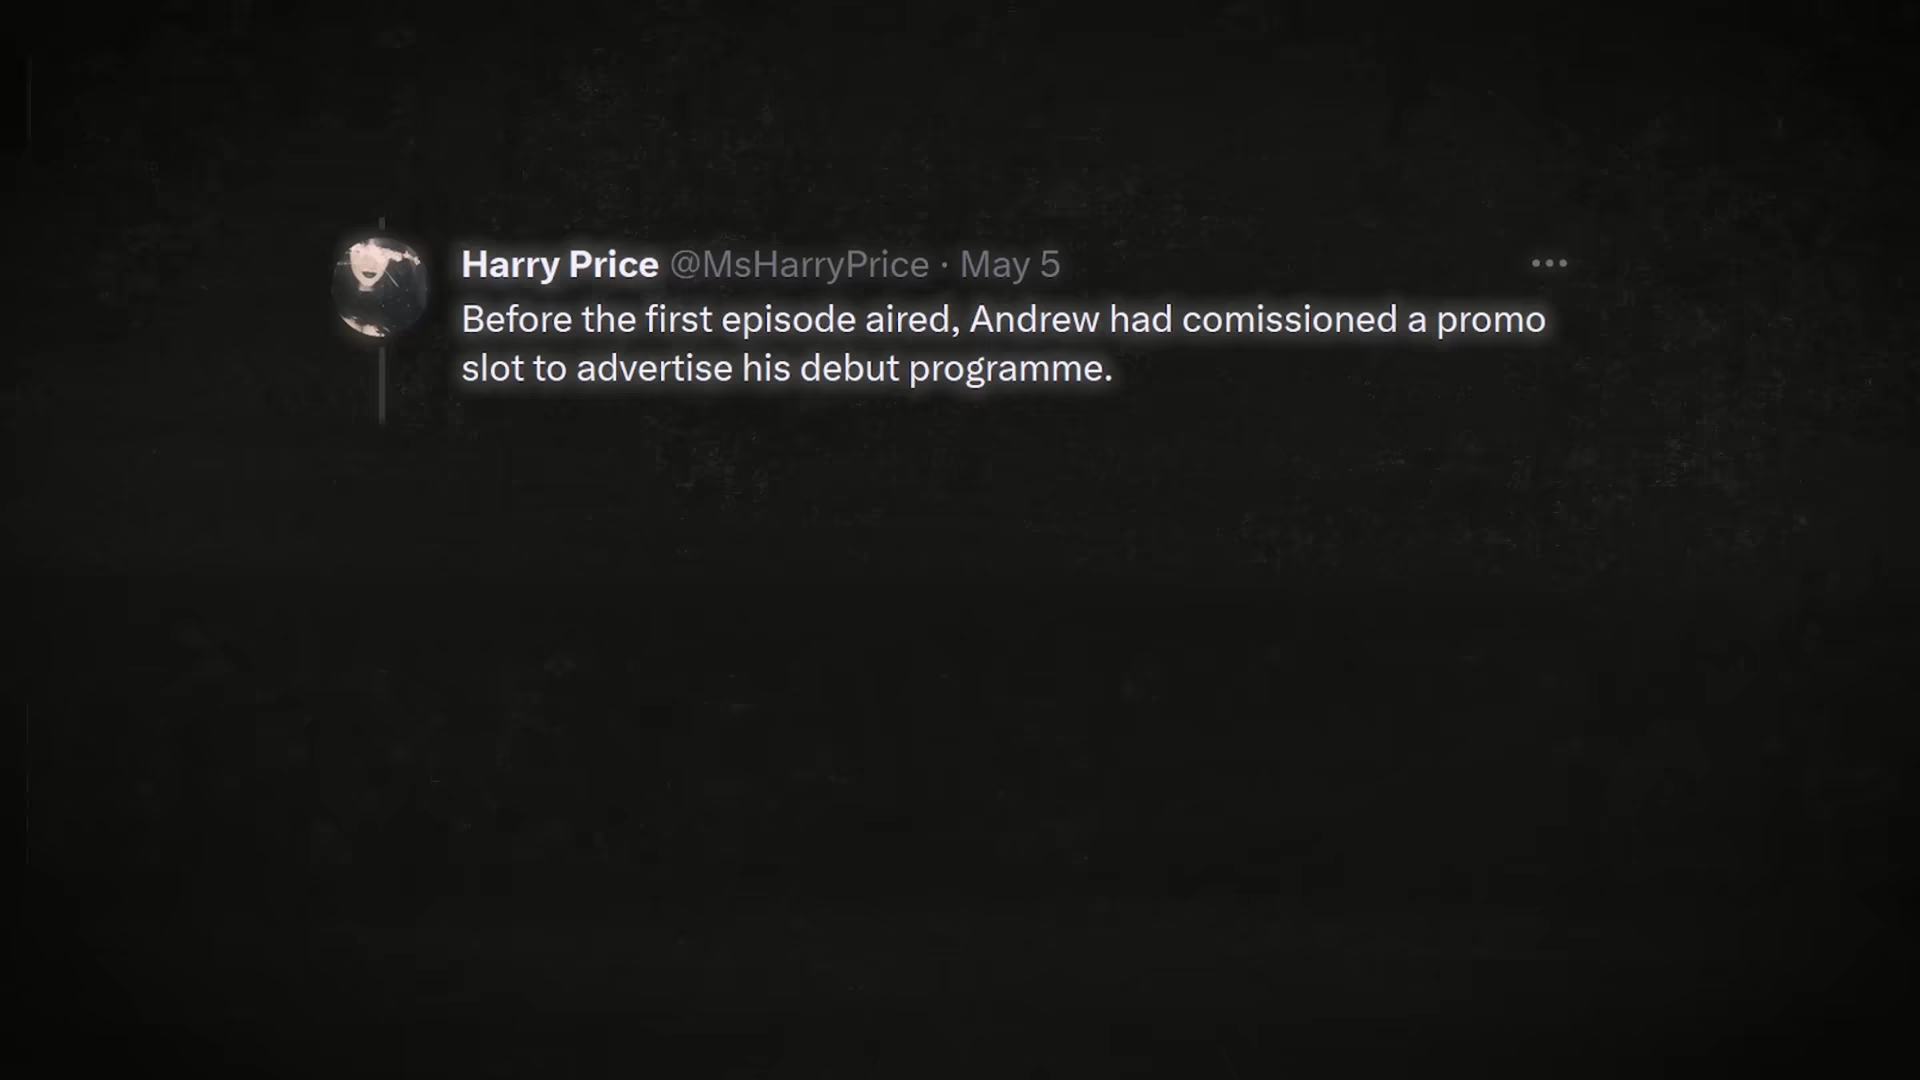 Harry Price @MsHarryPrice · May 5
Before the first episode aired, Andrew had comissioned a promo
slot to advertise his debut programme.